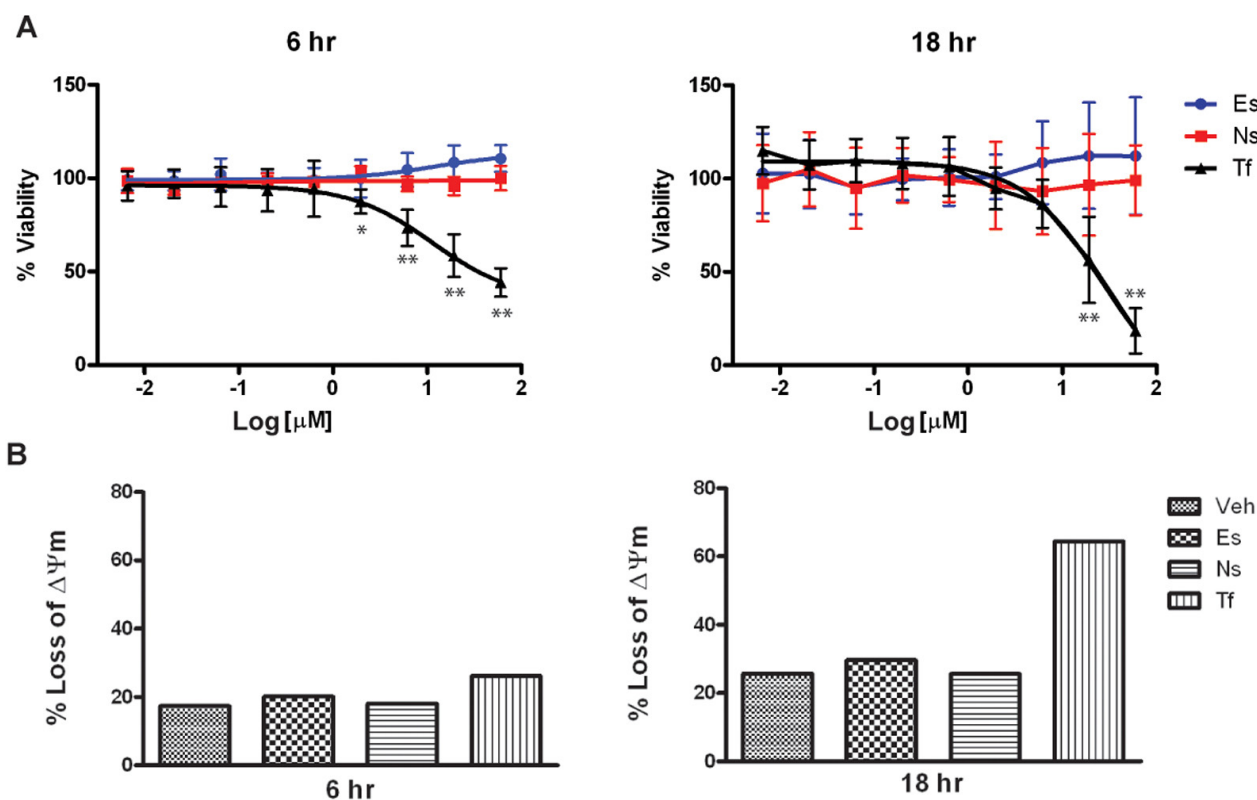 A
6 hr
18 hr
% Viability
150
100
50
0
-2 -1 0 1 2
Log [μM]
*
**
**
**
% Viability
150
100
50
0
-2 -1 0 1 2
Log [μM]
**
**
Es
Ns
Tf
B
% Loss of ΔΨm
80
60
40
20
0
6 hr
% Loss of ΔΨm
80
60
40
20
0
18 hr
Veh
Es
Ns
Tf